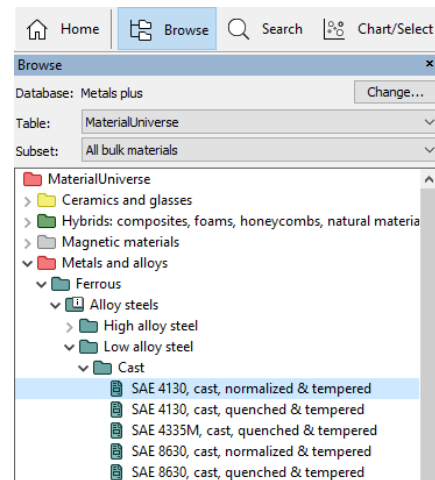 Home Browse Search Chart/Select
Browse ×
Database: Metals plus Change...
Table: MaterialUniverse
Subset: All bulk materials
MaterialUniverse
Ceramics and glasses
Hybrids: composites, foams, honeycombs, natural materia
Magnetic materials
Metals and alloys
Ferrous
Alloy steels
High alloy steel
Low alloy steel
Cast
SAE 4130, cast, normalized & tempered
SAE 4130, cast, quenched & tempered
SAE 4335M, cast, quenched & tempered
SAE 8630, cast, normalized & tempered
SAE 8630, cast, quenched & tempered